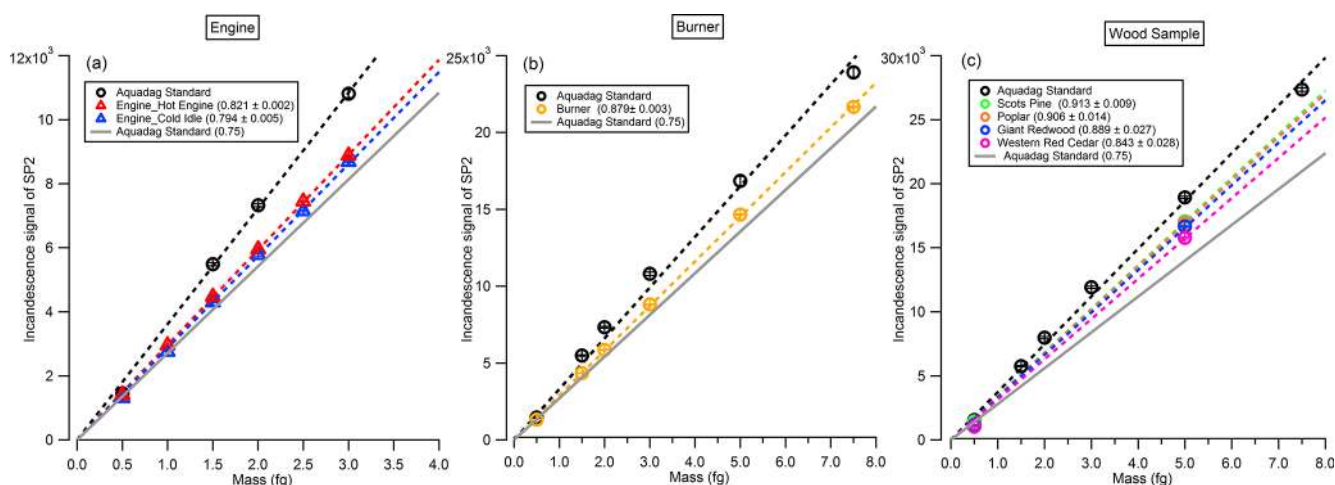 Engine
(a)
12x10³
10
8
6
4
2
0
Incandescence signal of SP2
Aquadag Standard
Engine_Hot Engine (0.821 ± 0.002)
Engine_Cold Idle (0.794 ± 0.005)
Aquadag Standard (0.75)
0.0 0.5 1.0 1.5 2.0 2.5 3.0 3.5 4.0
Mass (fg)
Burner
(b)
25x10³
20
15
10
5
0
Incandescence signal of SP2
Aquadag Standard
Burner (0.879± 0.003)
Aquadag Standard (0.75)
0.0 1.0 2.0 3.0 4.0 5.0 6.0 7.0 8.0
Mass (fg)
Wood Sample
(c)
30x10³
25
20
15
10
5
0
Incandescence signal of SP2
Aquadag Standard
Scots Pine (0.913 ± 0.009)
Poplar (0.906 ± 0.014)
Giant Redwood (0.889 ± 0.027)
Western Red Cedar (0.843 ± 0.028)
Aquadag Standard (0.75)
0.0 1.0 2.0 3.0 4.0 5.0 6.0 7.0 8.0
Mass (fg)